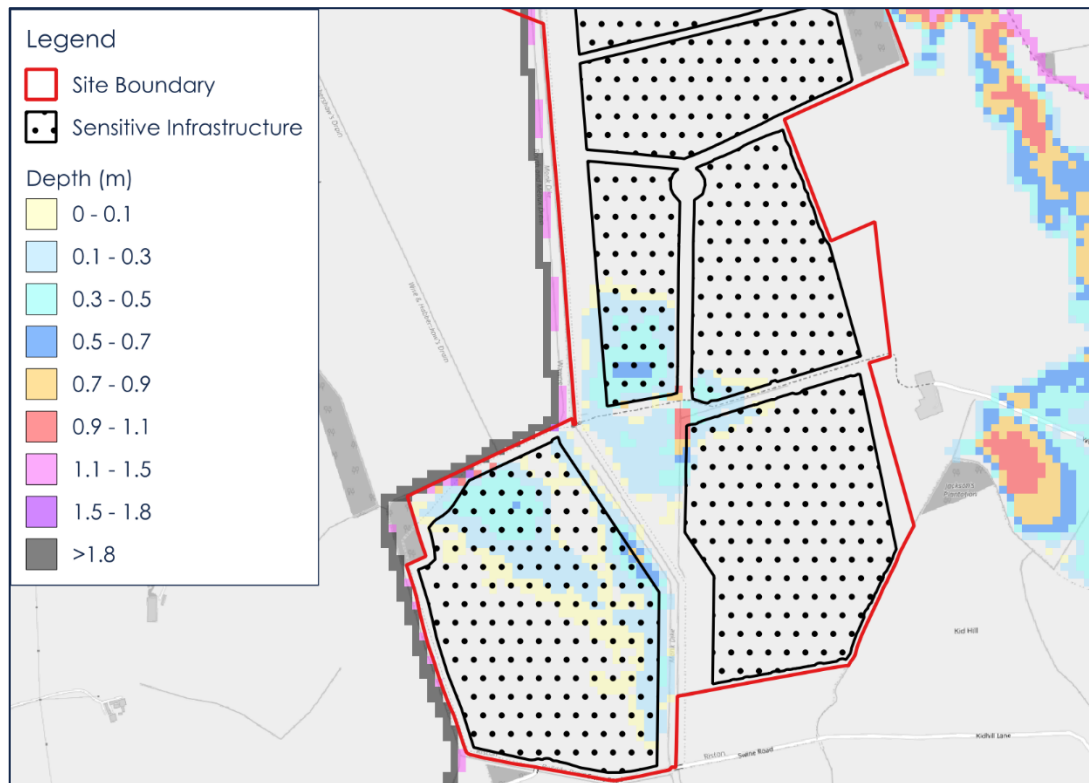 Legend
Site Boundary
Sensitive Infrastructure
Depth (m)
0 - 0.1
0.1 - 0.3
0.3 - 0.5
0.5 - 0.7
0.7 - 0.9
0.9 - 1.1
1.1 - 1.5
1.5 - 1.8
>1.8
Drain
Kid Hill
Kidhill Lane
Road